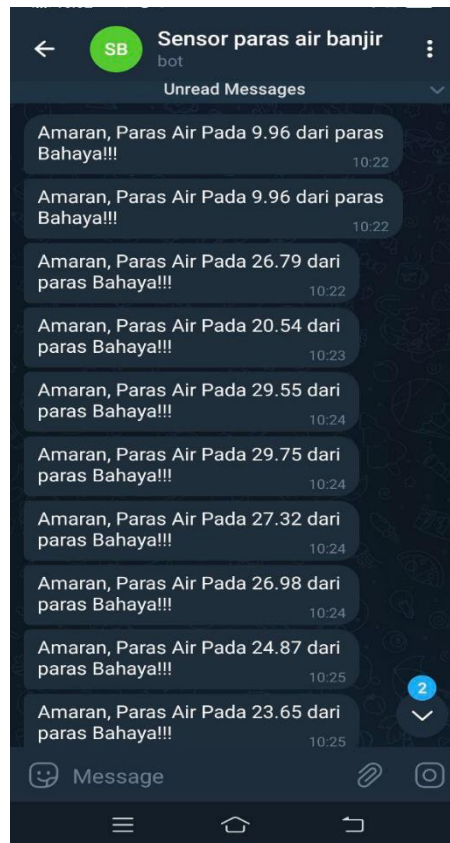 SB
Sensor paras air banjir
bot
Unread Messages
Amaran, Paras Air Pada 9.96 dari paras
Bahaya!!!
10:22
Amaran, Paras Air Pada 9.96 dari paras
Bahaya!!!
10:22
Amaran, Paras Air Pada 26.79 dari
paras Bahaya!!!
10:22
Amaran, Paras Air Pada 20.54 dari
paras Bahaya!!!
10:23
Amaran, Paras Air Pada 29.55 dari
paras Bahaya!!!
10:24
Amaran, Paras Air Pada 29.75 dari
paras Bahaya!!!
10:24
Amaran, Paras Air Pada 27.32 dari
paras Bahaya!!!
10:24
Amaran, Paras Air Pada 26.98 dari
paras Bahaya!!!
10:24
Amaran, Paras Air Pada 24.87 dari
paras Bahaya!!!
10:25
Amaran, Paras Air Pada 23.65 dari
paras Bahaya!!!
10:25
2
Message